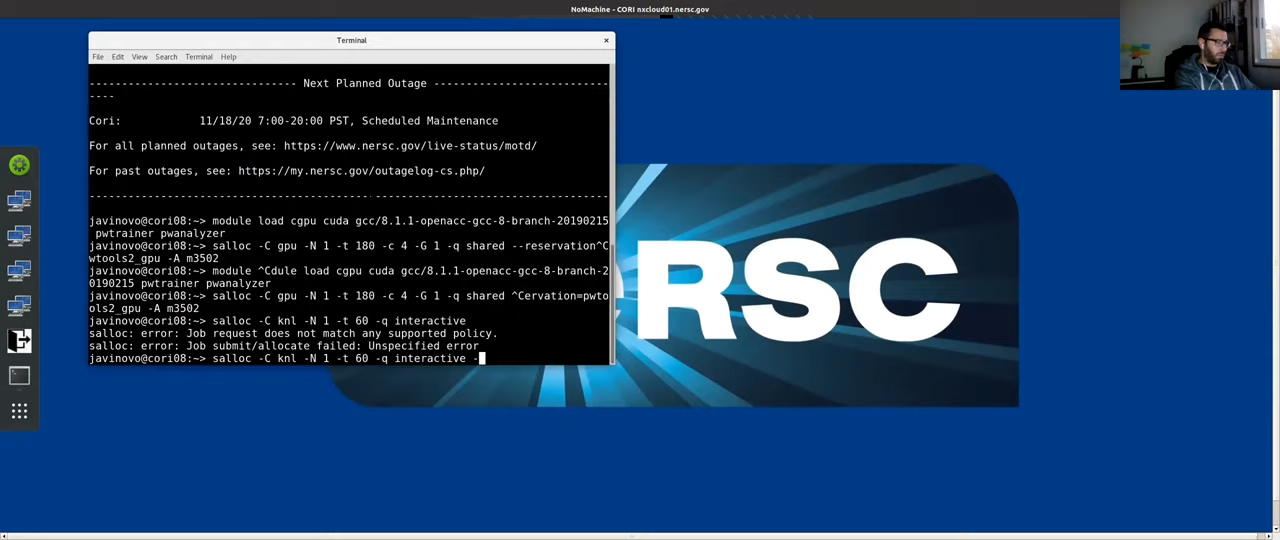 NoMachine - CORI nxcloud01.nersc.gov
Terminal
File Edit View Search Terminal Help
------------------------------ Next Planned Outage -------------------------
----
Cori: 11/18/20 7:00-20:00 PST, Scheduled Maintenance
For all planned outages, see: https://www.nersc.gov/live-status/motd/
For past outages, see: https://my.nersc.gov/outagelog-cs.php/
--------------------------------------------------------------------------------
javinovo@cori08:~> module load cgpu cuda gcc/8.1.1-openacc-gcc-8-branch-20190215
 pwtrainer pwanalyzer
javinovo@cori08:~> salloc -C gpu -N 1 -t 180 -c 4 -G 1 -q shared --reservation^C
wtools2_gpu -A m3502
javinovo@cori08:~> module ^Cdule load cgpu cuda gcc/8.1.1-openacc-gcc-8-branch-2
0190215 pwtrainer pwanalyzer
javinovo@cori08:~> salloc -C gpu -N 1 -t 180 -c 4 -G 1 -q shared ^Cervation=pwto
ols2_gpu -A m3502
javinovo@cori08:~> salloc -C knl -N 1 -t 60 -q interactive
salloc: error: Job request does not match any supported policy.
salloc: error: Job submit/allocate failed: Unspecified error
javinovo@cori08:~> salloc -C knl -N 1 -t 60 -q interactive -
RSC